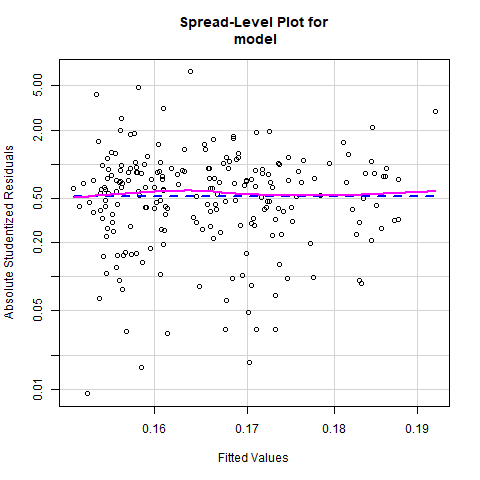 Spread-Level Plot for
model
Absolute Studentized Residuals
5.00
2.00
0.50
0.20
0.05
0.01
0.16
0.17
0.18
0.19
Fitted Values